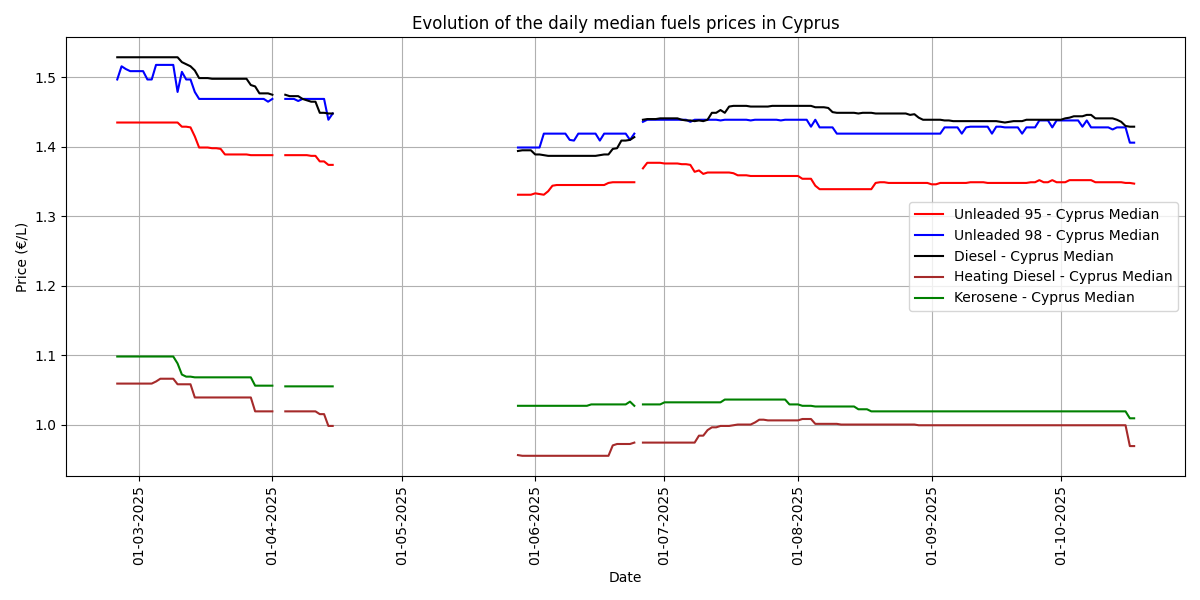 Evolution of the daily median fuels prices in Cyprus
Price (€/L)
1.5
1.4
1.3
1.2
1.1
1.0
Unleaded 95 - Cyprus Median
Unleaded 98 - Cyprus Median
Diesel - Cyprus Median
Heating Diesel - Cyprus Median
Kerosene - Cyprus Median
01-03-2025
01-04-2025
01-05-2025
01-06-2025
01-07-2025
01-08-2025
01-09-2025
01-10-2025
Date